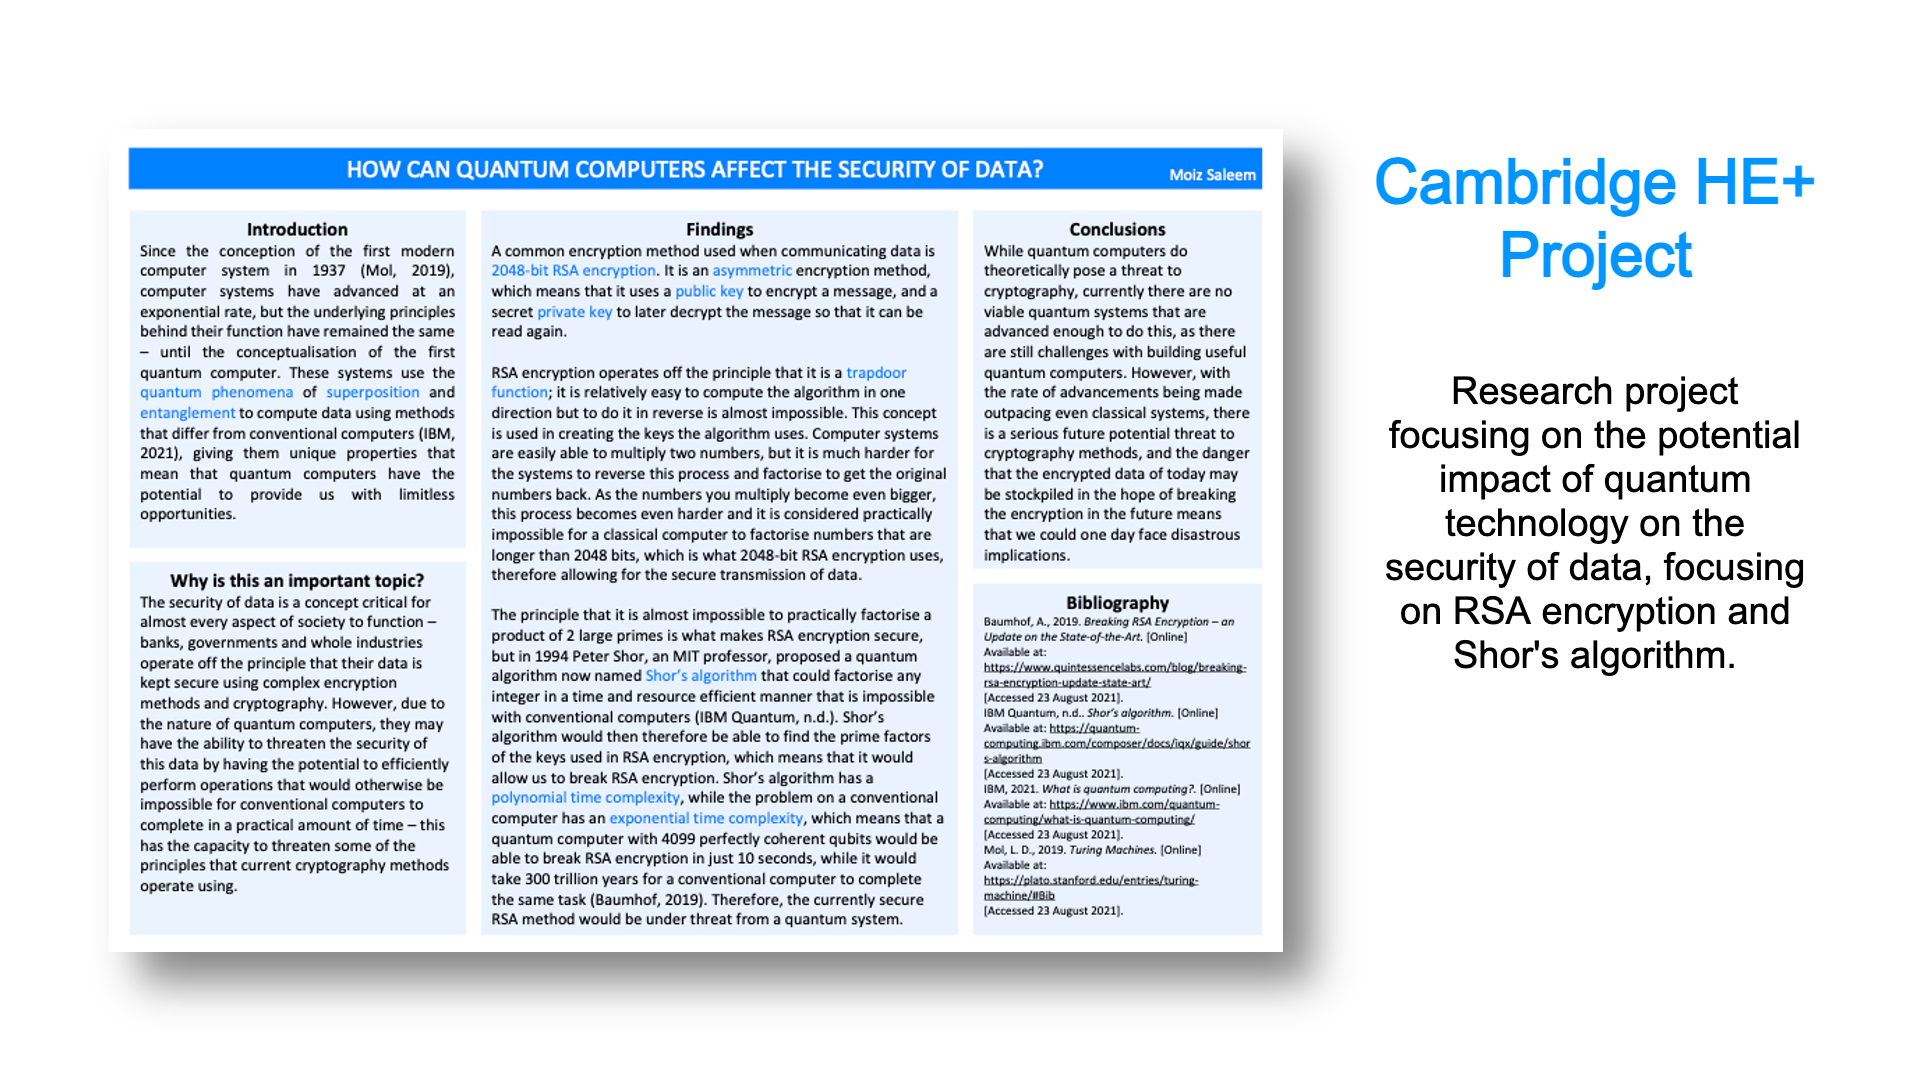 HOW CAN QUANTUM COMPUTERS AFFECT THE SECURITY OF DATA?
Moiz Saleem
Introduction
Since the conception of the first modern
computer system in 1937 (Mol, 2019),
computer systems have advanced at an
exponential rate, but the underlying principles
behind their function have remained the same
– until the conceptualisation of the first
quantum computer. These systems use the
quantum phenomena of superposition and
entanglement to compute data using methods
that differ from conventional computers (IBM,
2021), giving them unique properties that
mean that quantum computers have the
potential to provide us with limitless
opportunities.
Why is this an important topic?
The security of data is a concept critical for
almost every aspect of society to function –
banks, governments and whole industries
operate off the principle that their data is
kept secure using complex encryption
methods and cryptography. However, due to
the nature of quantum computers, they may
have the ability to threaten the security of
this data by having the potential to efficiently
perform operations that would otherwise be
impossible for conventional computers to
complete in a practical amount of time – this
has the capacity to threaten some of the
principles that current cryptography methods
operate using.
Findings
A common encryption method used when communicating data is
2048-bit RSA encryption. It is an asymmetric encryption method,
which means that it uses a public key to encrypt a message, and a
secret private key to later decrypt the message so that it can be
read again.
RSA encryption operates off the principle that it is a trapdoor
function; it is relatively easy to compute the algorithm in one
direction but to do it in reverse is almost impossible. This concept
is used in creating the keys the algorithm uses. Computer systems
are easily able to multiply two numbers, but it is much harder for
the systems to reverse this process and factorise to get the original
numbers back. As the numbers you multiply become even bigger,
this process becomes even harder and it is considered practically
impossible for a classical computer to factorise numbers that are
longer than 2048 bits, which is what 2048-bit RSA encryption uses,
therefore allowing for the secure transmission of data.
The principle that it is almost impossible to practically factorise a
product of 2 large primes is what makes RSA encryption secure,
but in 1994 Peter Shor, an MIT professor, proposed a quantum
algorithm now named Shor's algorithm that could factorise any
integer in a time and resource efficient manner that is impossible
with conventional computers (IBM Quantum, n.d.). Shor's
algorithm would then therefore be able to find the prime factors
of the keys used in RSA encryption, which means that it would
allow us to break RSA encryption. Shor's algorithm has a
polynomial time complexity, while the problem on a conventional
computer has an exponential time complexity, which means that a
quantum computer with 4099 perfectly coherent qubits would be
able to break RSA encryption in just 10 seconds, while it would
take 300 trillion years for a conventional computer to complete
the same task (Baumhof, 2019). Therefore, the currently secure
RSA method would be under threat from a quantum system.
Conclusions
While quantum computers do
theoretically pose a threat to
cryptography, currently there are no
viable quantum systems that are
advanced enough to do this, as there
are still challenges with building useful
quantum computers. However, with
the rate of advancements being made
outpacing even classical systems, there
is a serious future potential threat to
cryptography methods, and the danger
that the encrypted data of today may
be stockpiled in the hope of breaking
the encryption in the future means
that we could one day face disastrous
implications.
Bibliography
Baumhof, A., 2019. Breaking RSA Encryption – an
Update on the State-of-the-Art. [Online]
Available at:
https://www.quintessencelabs.com/blog/breaking-
rsa-encryption-update-state-art/
[Accessed 23 August 2021].
IBM Quantum, n.d.. Shor's algorithm. [Online]
Available at: https://quantum-
computing.ibm.com/composer/docs/iqx/guide/shor
s-algorithm
[Accessed 23 August 2021].
IBM, 2021. What is quantum computing?. [Online]
Available at: https://www.ibm.com/quantum-
computing/what-is-quantum-computing/
[Accessed 23 August 2021].
Mol, L. D., 2019. Turing Machines. [Online]
Available at:
https://plato.stanford.edu/entries/turing-
machine/#Bib
[Accessed 23 August 2021].
Cambridge HE+
Project
Research project
focusing on the potential
impact of quantum
technology on the
security of data, focusing
on RSA encryption and
Shor's algorithm.